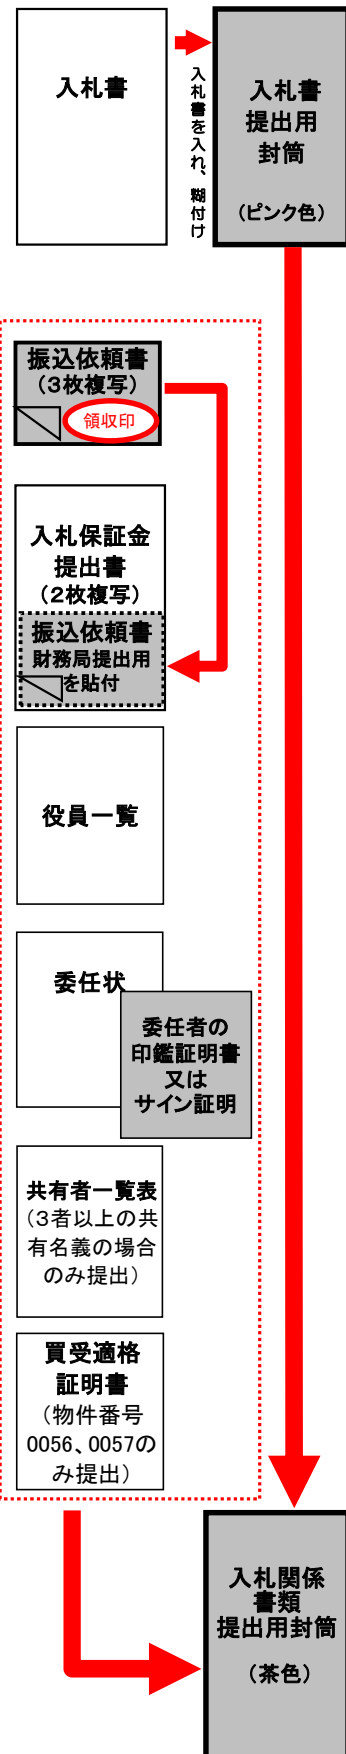 入札書
入札書を入れ、糊付け
入札書
提出用
封筒
（ピンク色）
振込依頼書
（3枚複写）
領収印
入札保証金
提出書
（2枚複写）
振込依頼書
財務局提出用
を貼付
役員一覧
委任状
委任者の
印鑑証明書
又は
サイン証明
共有者一覧表
（3者以上の共
有名義の場合
のみ提出）
買受適格
証明書
（物件番号
0056、0057の
み提出）
入札関係
書類
提出用封筒
（茶色）